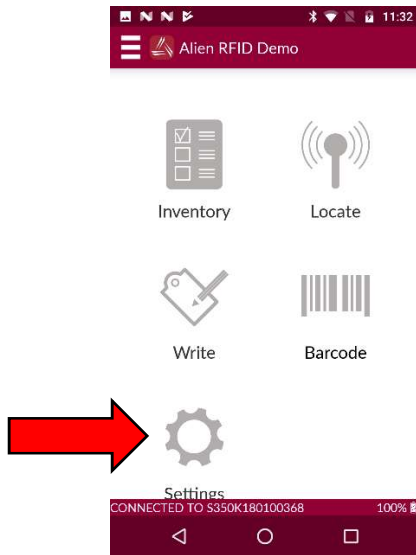 11:32
Alien RFID Demo
Inventory Locate
Write Barcode
Settings
CONNECTED TO S350K180100368 100%